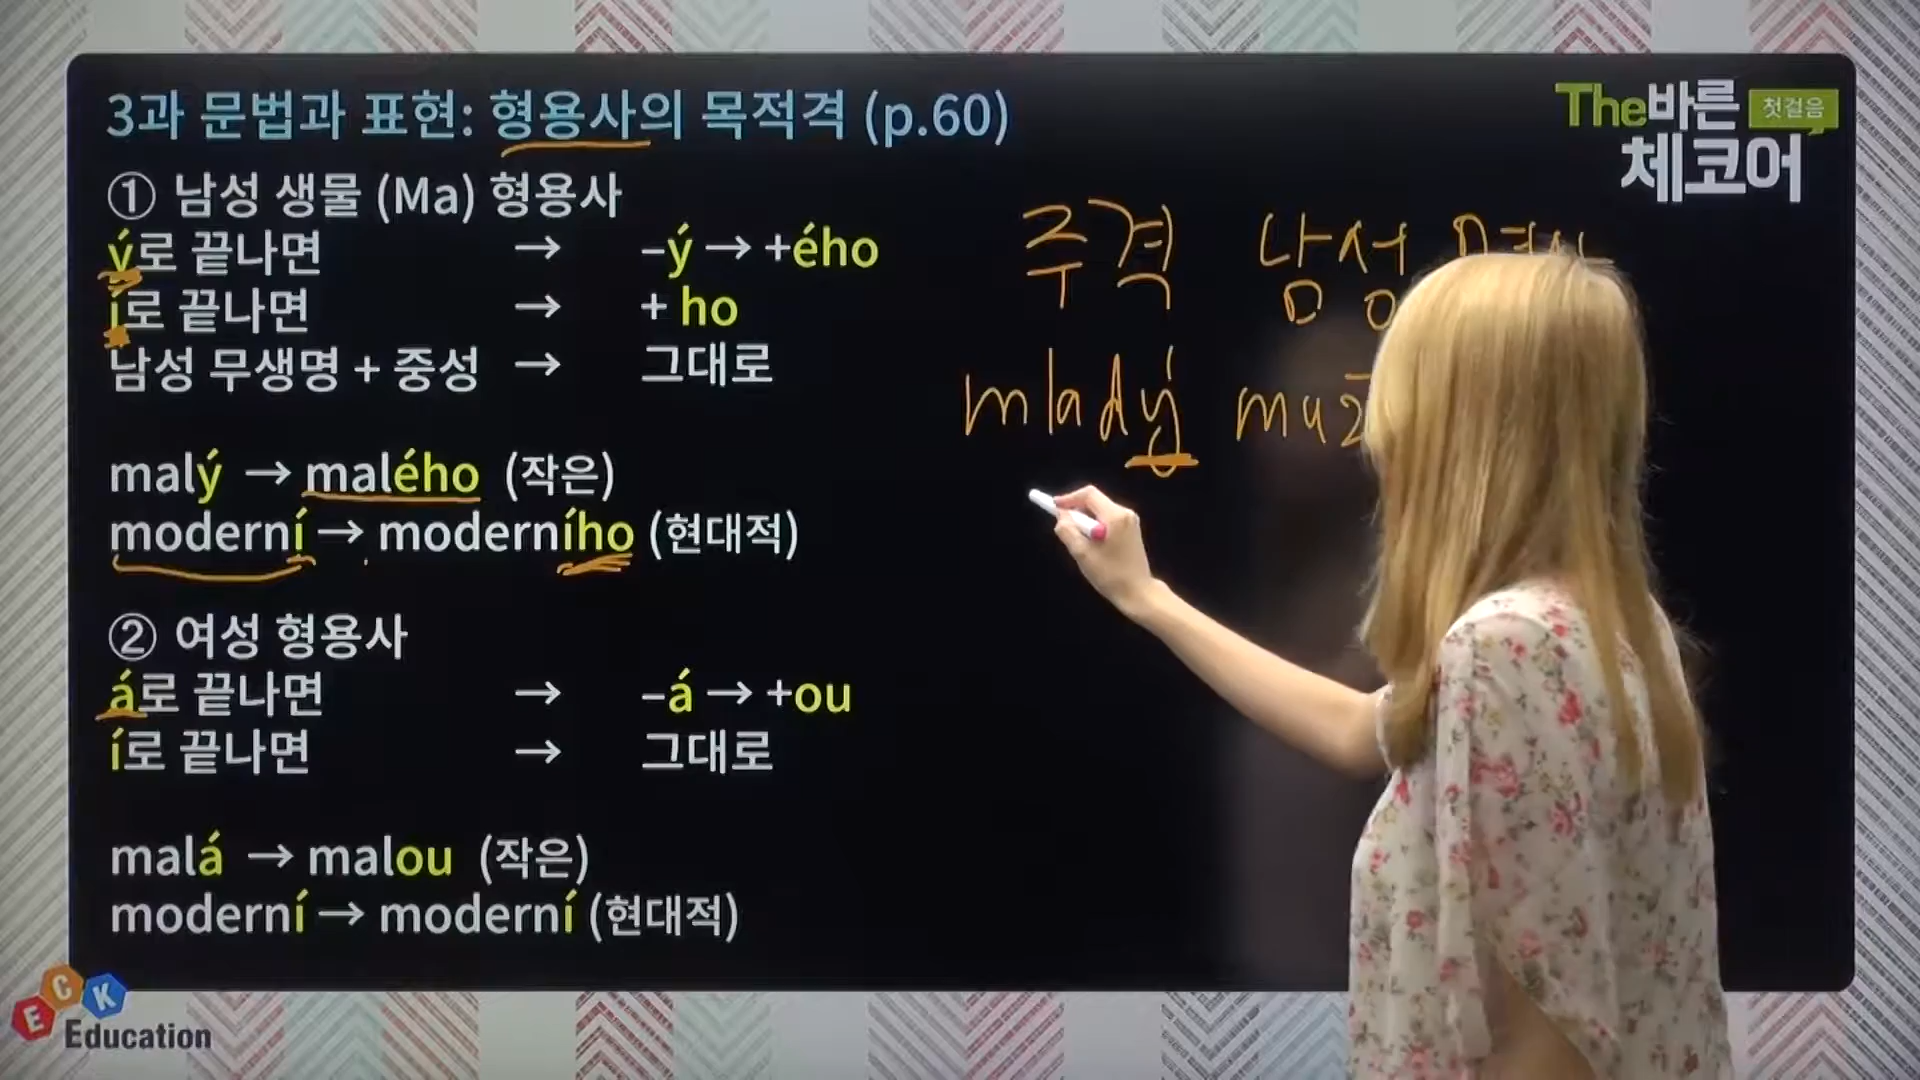 3과 문법과 표현: 형용사의 목적격 (p.60)
① 남성 생물 (Ma) 형용사
ý로 끝나면 → –ý → +ého
í로 끝나면 → + ho
남성 무생명 + 중성 → 그대로
malý → malého (작은)
moderní → moderního (현대적)
② 여성 형용사
á로 끝나면 → –á → +ou
í로 끝나면 → 그대로
malá → malou (작은)
moderní → moderní (현대적)
The바른 첫걸음
체코어
주격 남성
mladý
ECK
Education